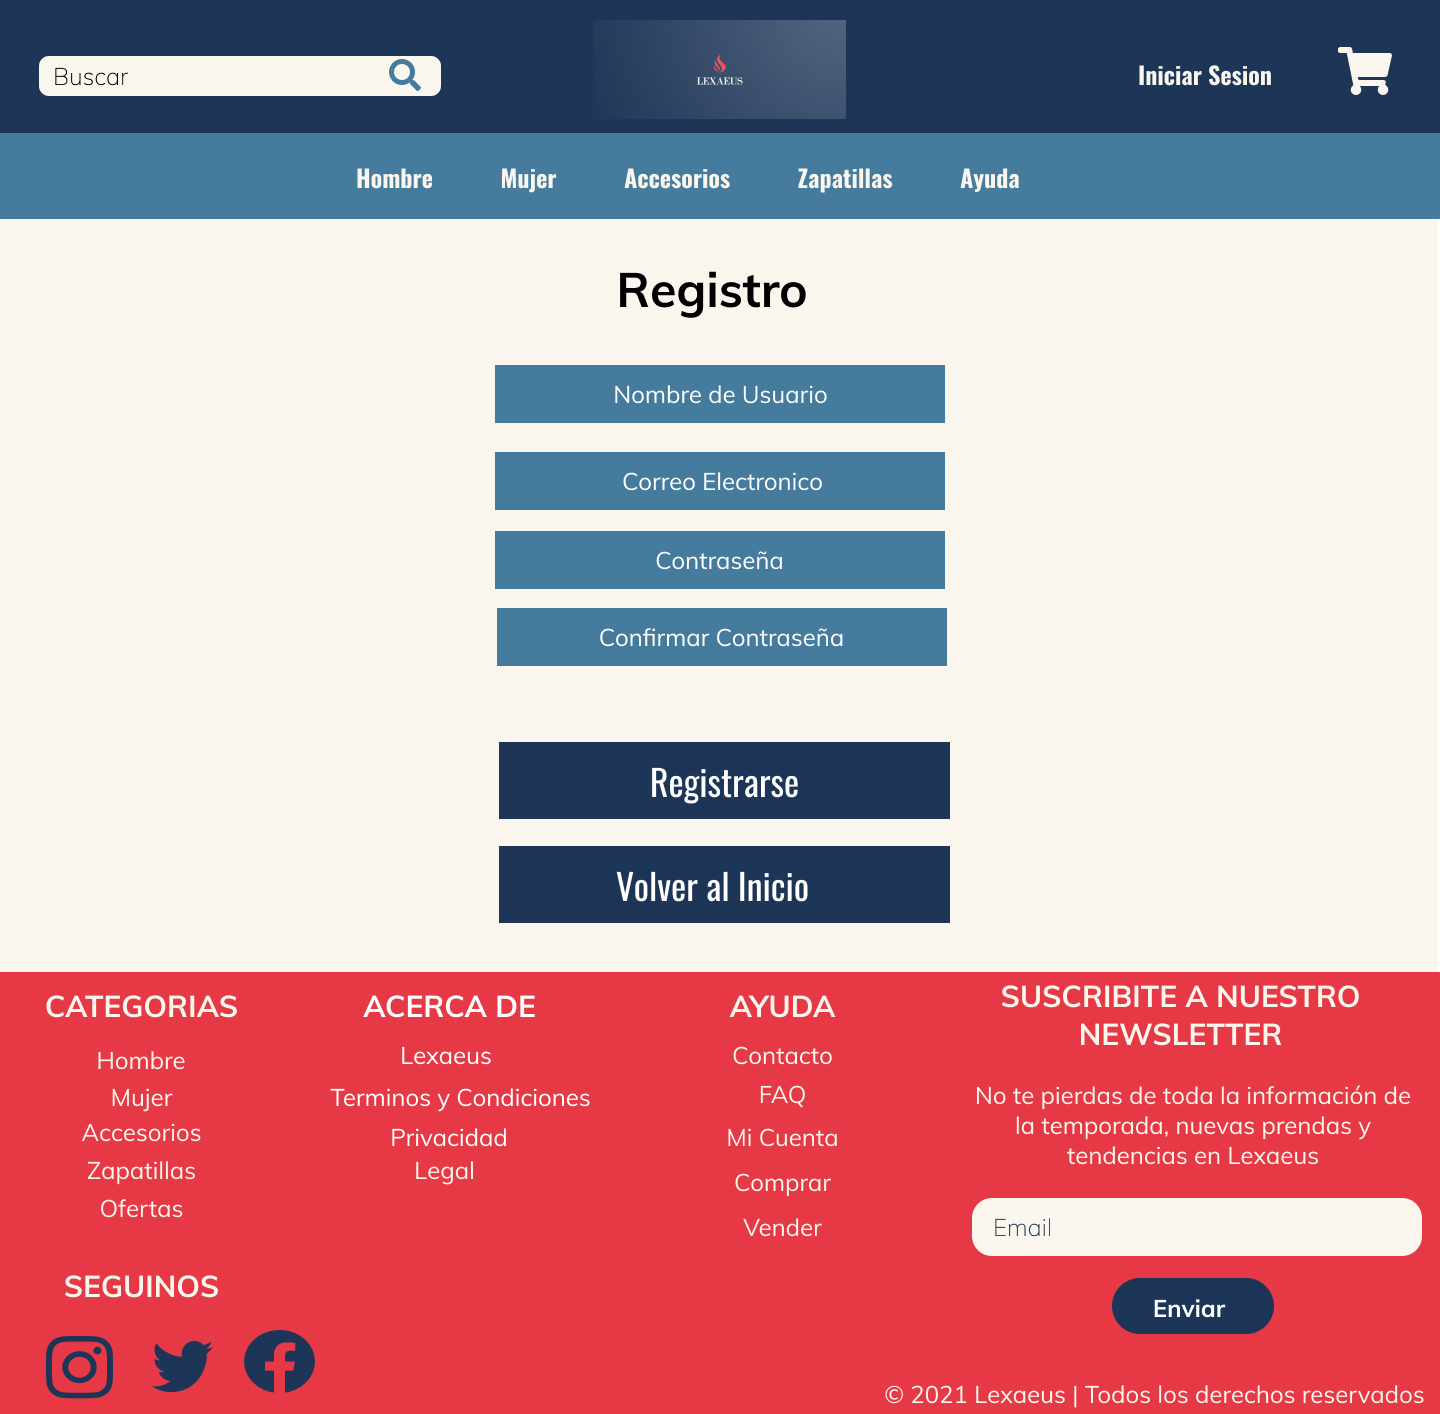 Buscar
LEXAEUS
Iniciar Sesion
Hombre
Mujer
Accesorios
Zapatillas
Ayuda
Registro
Nombre de Usuario
Correo Electronico
Contraseña
Confirmar Contraseña
Registrarse
Volver al Inicio
CATEGORIAS
Hombre
Mujer
Accesorios
Zapatillas
Ofertas
SEGUINOS
ACERCA DE
Lexaeus
Terminos y Condiciones
Privacidad
Legal
AYUDA
Contacto
FAQ
Mi Cuenta
Comprar
Vender
SUSCRIBITE A NUESTRO
NEWSLETTER
No te pierdas de toda la información de
la temporada, nuevas prendas y
tendencias en Lexaeus
Email
Enviar
© 2021 Lexaeus | Todos los derechos reservados